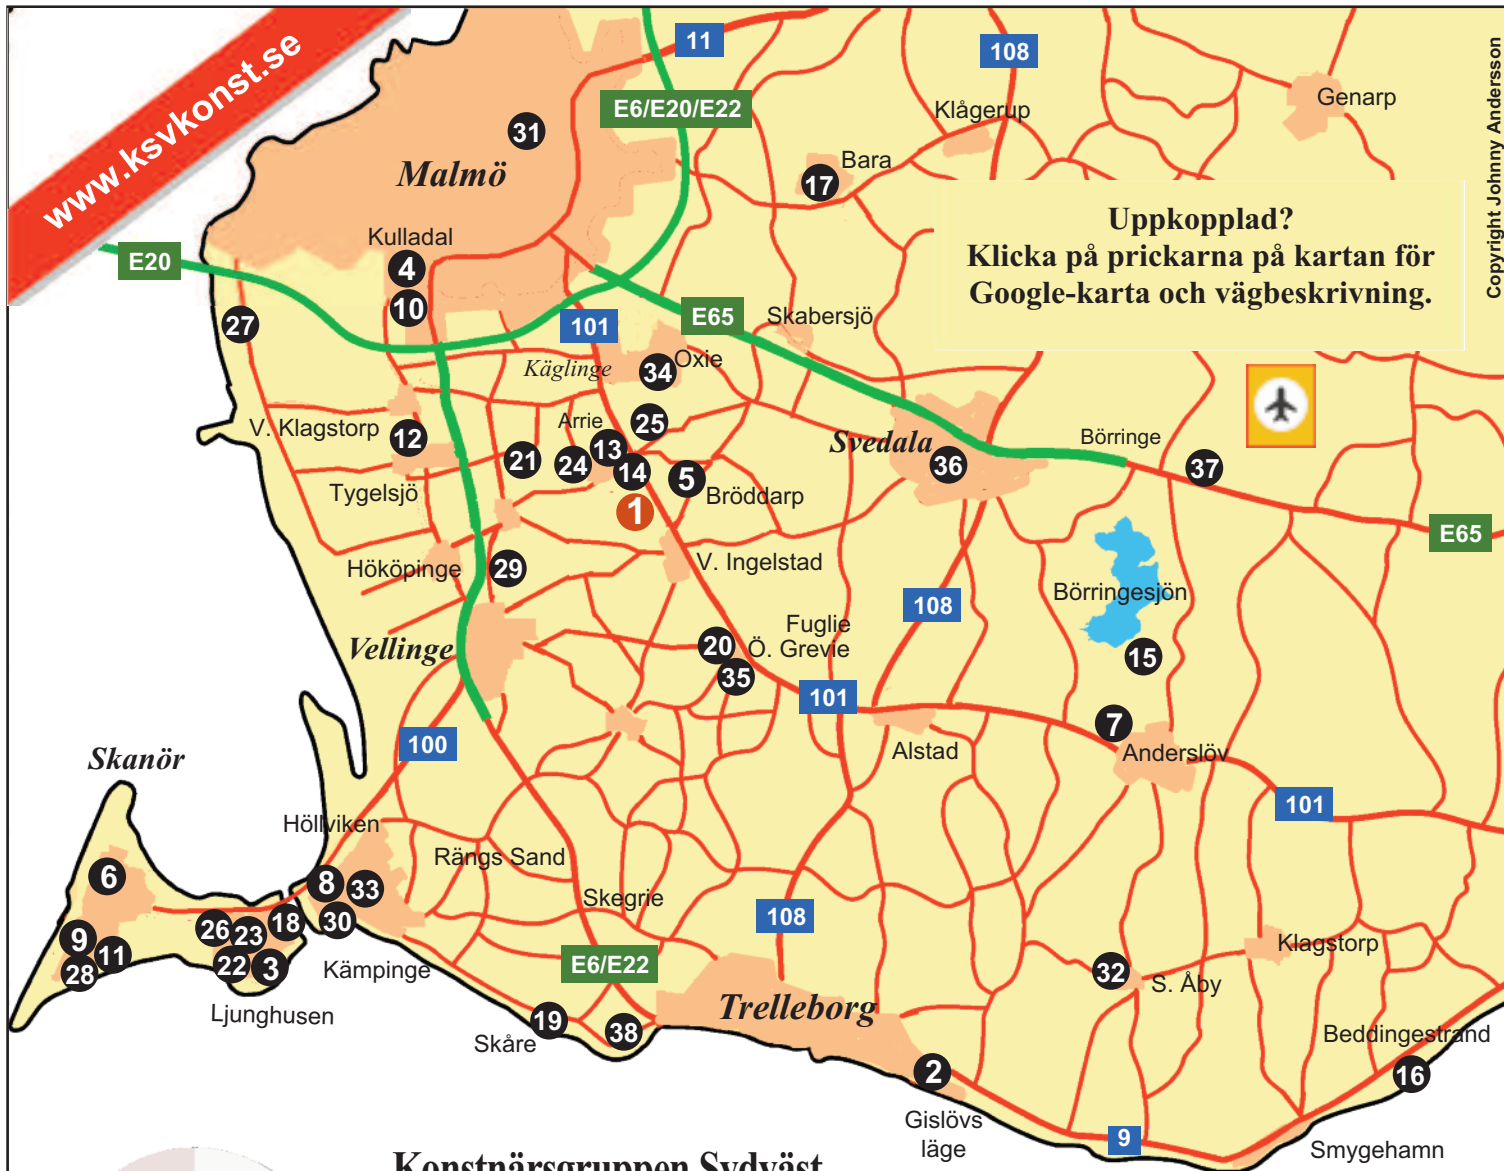 www.ksvkonst.se
11
108
Copyright Johnny Andersson
E6/E20/E22
Klågerup
Genarp
31
Bara
17
Malmö
Uppkopplad?
Klicka på prickarna på kartan för
Google-karta och vägbeskrivning.
Kulladal
E20
4
10
27
101
E65
Skabersjö
Käglinge
34
Oxie
V. Klagstorp
12
Arrie
25
13
21
24
14
5
Bröddarp
Svedala
36
Börringe
37
Tygelsjö
1
E65
Hököpinge
29
V. Ingelstad
Börringesjön
108
Vellinge
Fuglie
20
Ö. Grevie
35
15
101
100
Alstad
7
Anderslöv
Skanör
101
Höllviken
6
8
33
Rängs Sand
Skegrie
108
30
26
23
18
9
11
28
22
3
Kämpinge
E6/E22
Klagstorp
32
S. Åby
Ljunghusen
19
38
Skåre
Trelleborg
Beddingestrand
2
16
Gislövs
läge
9
Smygehamn
Konstnärsgruppen Sydväst